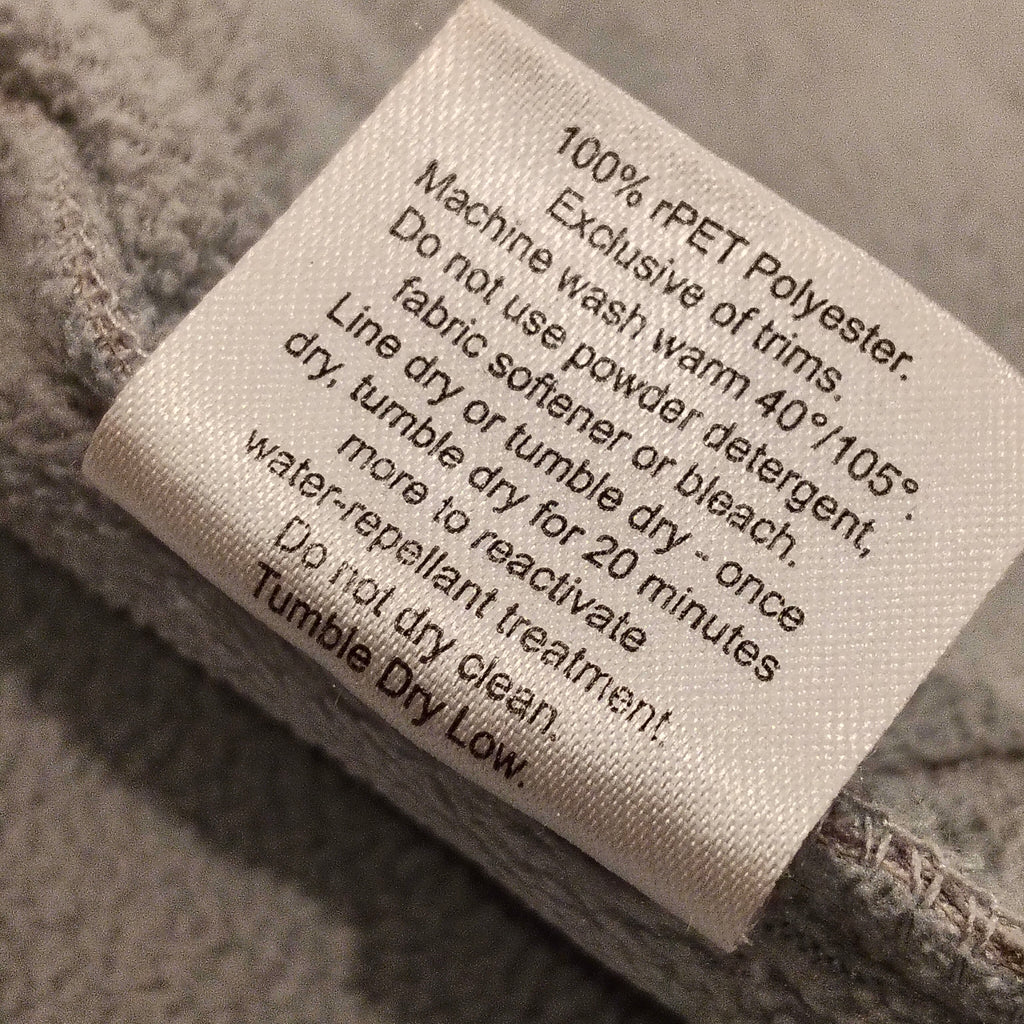 100% rPET Polyester.
Exclusive of trims.
Machine wash warm 40°/105°.
Do not use powder detergent,
fabric softener or bleach.
Line dry or tumble dry - once
dry, tumble dry for 20 minutes
more to reactivate
water-repellant treatment.
Do not dry clean.
Tumble Dry Low.